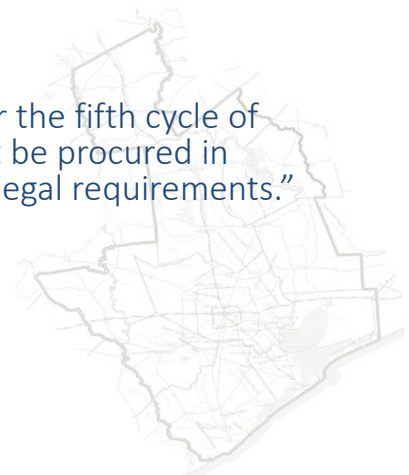 r the fifth cycle of
be procured in
egal requirements.”